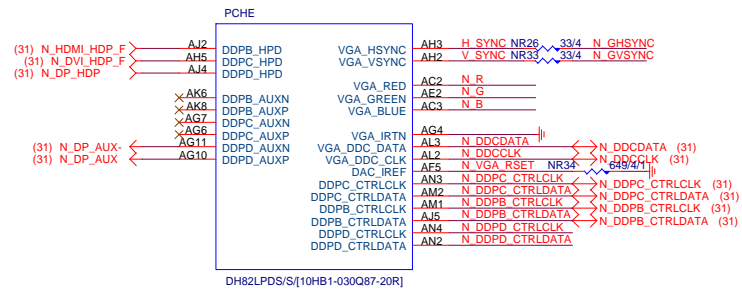 PCHE
(31) N_HDMI_HDP_F AJ2 DDPB_HPD VGA_HSYNC AH3 H_SYNC NR26 33/4 N_GHSYNC
(31) N_DVI_HDP_F AH5 DDPC_HPD VGA_VSYNC AH2 V_SYNC NR33 33/4 N_GVSYNC
(31) N_DP_HDP AJ4 DDPD_HPD
VGA_RED AC2 N_R
AK6 DDPB_AUXN VGA_GREEN AE2 N_G
AK8 DDPB_AUXP VGA_BLUE AC3 N_B
AG7 DDPC_AUXN
AG6 DDPC_AUXP VGA_IRTN AG4
(31) N_DP_AUX- AG11 DDPD_AUXN VGA_DDC_DATA AL3 N_DDCDATA N_DDCDATA (31)
(31) N_DP_AUX AG10 DDPD_AUXP VGA_DDC_CLK AL2 N_DDCCLK N_DDCCLK (31)
DAC_IREF AF5 N_VGA_RSET NR34 649/4/1
DDPC_CTRLCLK AN3 N_DDPC_CTRLCLK N_DDPC_CTRLCLK (31)
DDPC_CTRLDATA AM2 N_DDPC_CTRLDATA N_DDPC_CTRLDATA (31)
DDPB_CTRLCLK AM1 N_DDPB_CTRLCLK N_DDPB_CTRLCLK (31)
DDPB_CTRLDATA AJ5 N_DDPB_CTRLDATA N_DDPB_CTRLDATA (31)
DDPD_CTRLCLK AN4 N_DDPD_CTRLCLK
DDPD_CTRLDATA AN2 N_DDPD_CTRLDATA
DH82LPDS/S/[10HB1-030Q87-20R]